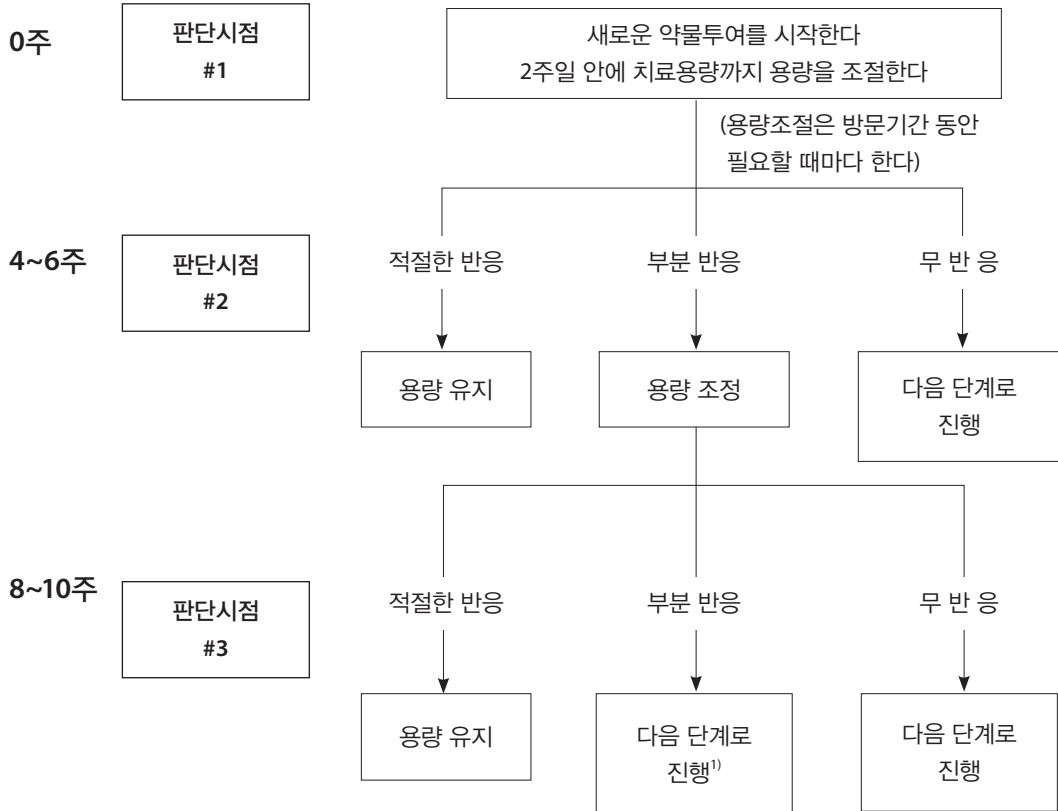 0주
판단시점
#1
새로운 약물투여를 시작한다
2주일 안에 치료용량까지 용량을 조절한다
(용량조절은 방문기간 동안
필요할 때마다 한다)
4~6주
판단시점
#2
적절한 반응
부분 반응
무 반 응
용량 유지
용량 조정
다음 단계로
진행
8~10주
판단시점
#3
적절한 반응
부분 반응
무 반 응
용량 유지
다음 단계로
진행1)
다음 단계로
진행